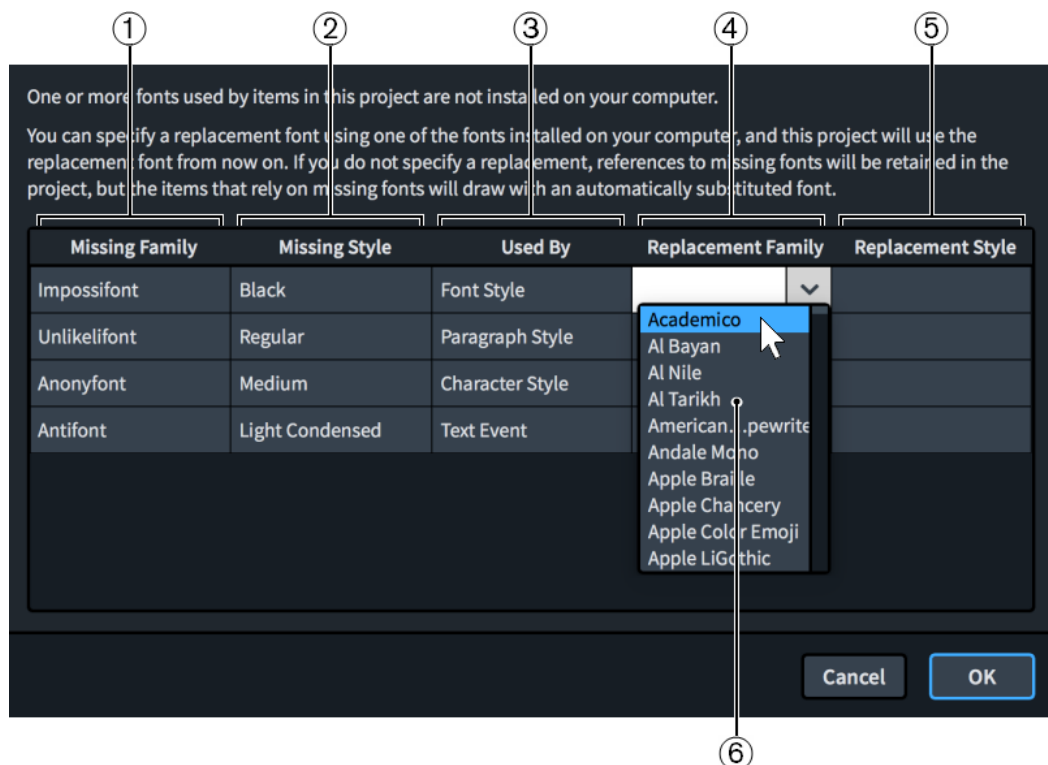 ① ② ③ ④ ⑤
One or more fonts used by items in this project are not installed on your computer.
You can specify a replacement font using one of the fonts installed on your computer, and this project will use the
replacement font from now on. If you do not specify a replacement, references to missing fonts will be retained in the
project, but the items that rely on missing fonts will draw with an automatically substituted font.
Missing Family Missing Style Used By Replacement Family Replacement Style
Impossifont Black Font Style
Unlikelifont Regular Paragraph Style
Anonyfont Medium Character Style
Antifont Light Condensed Text Event
Academico
Al Bayan
Al Nile
Al Tarikh
American...pewrite
Andale Mono
Apple Braille
Apple Chancery
Apple Color Emoji
Apple LiGothic
Cancel OK
⑥